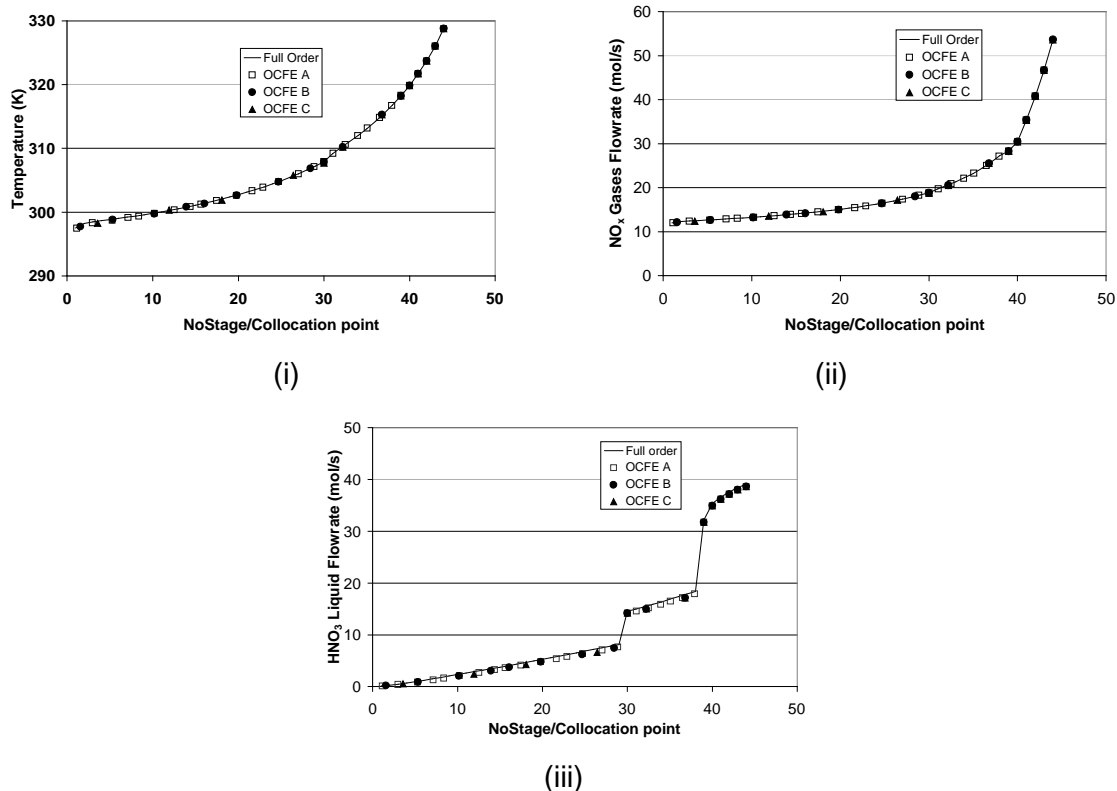 330
320
310
300
290
Temperature (K)
Full Order
OCFE A
OCFE B
OCFE C
0 10 20 30 40 50
NoStage/Collocation point
(i)
60
50
40
30
20
10
0
NOx Gases Flowrate (mol/s)
Full Order
OCFE A
OCFE B
OCFE C
0 10 20 30 40 50
NoStage/Collocation point
(ii)
50
40
30
20
10
0
HNO3 Liquid Flowrate (mol/s)
Full order
OCFE A
OCFE B
OCFE C
0 10 20 30 40 50
NoStage/Collocation point
(iii)